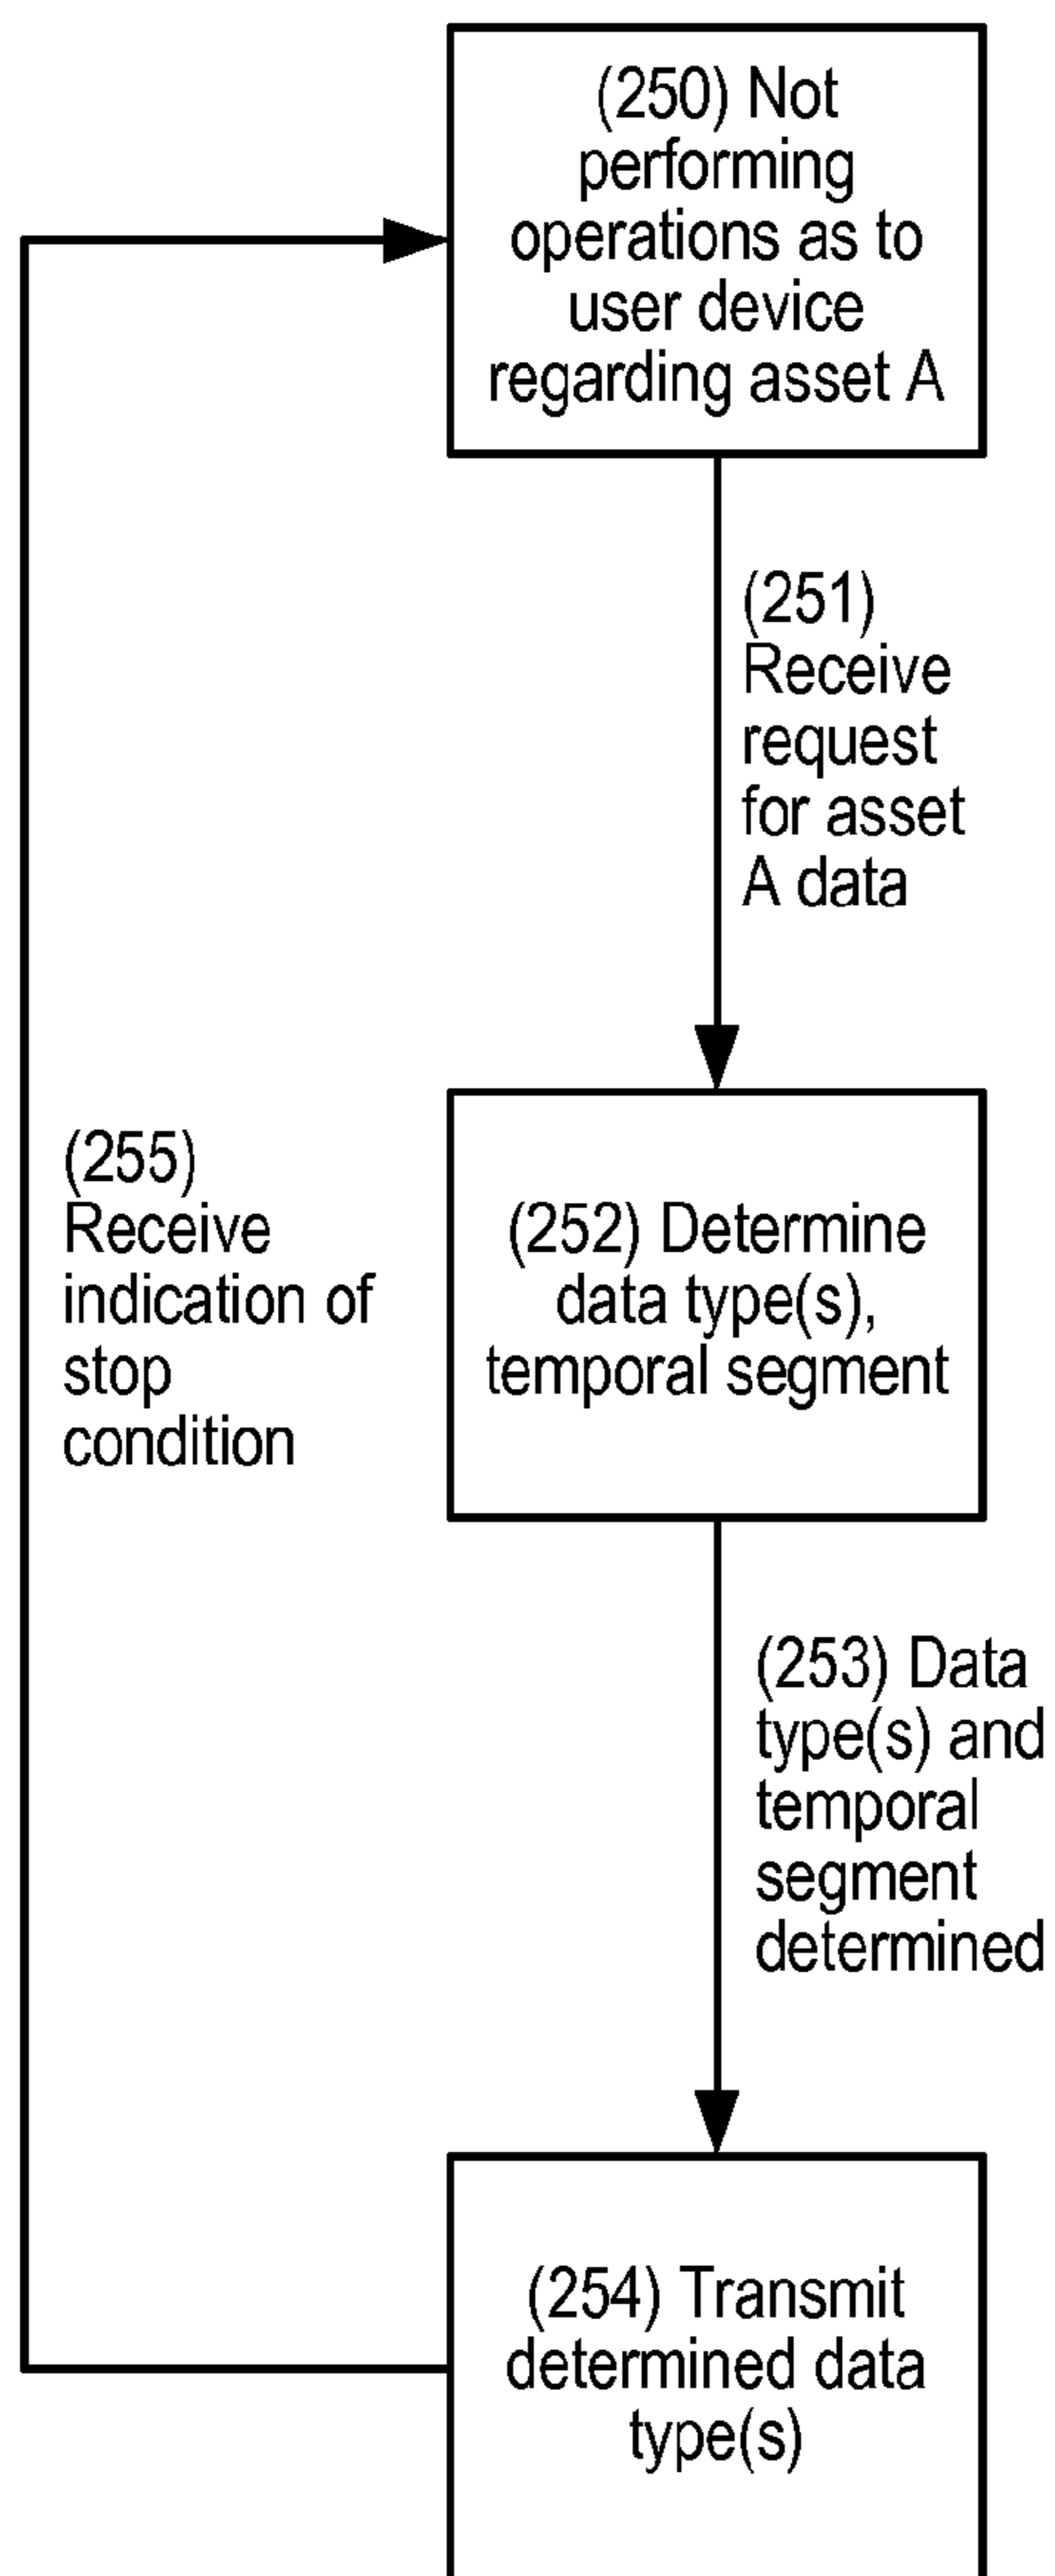 (250) Not
performing
operations as to
user device
regarding asset A
(251)
Receive
request
for asset
A data
(255)
Receive
indication of
stop
condition
(252) Determine
data type(s),
temporal segment
(253) Data
type(s) and
temporal
segment
determined
(254) Transmit
determined data
type(s)